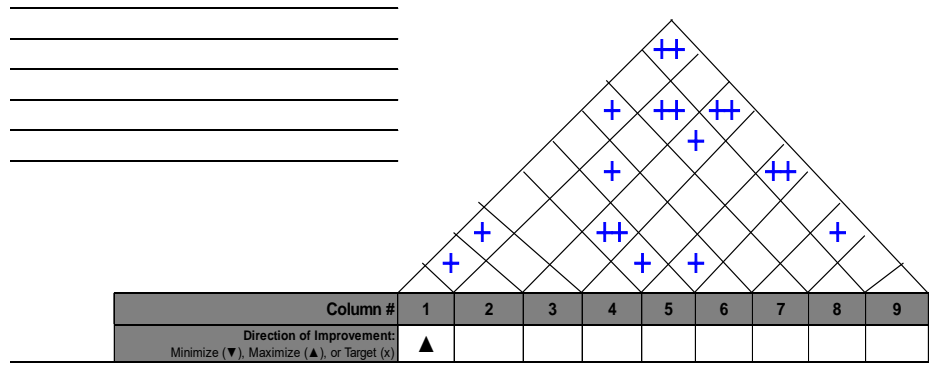 ++
+ ++ ++
+
+ ++
+ ++ +
+ + +
Column # 1 2 3 4 5 6 7 8 9
Direction of Improvement:
Minimize (▼), Maximize (▲), or Target (x) ▲